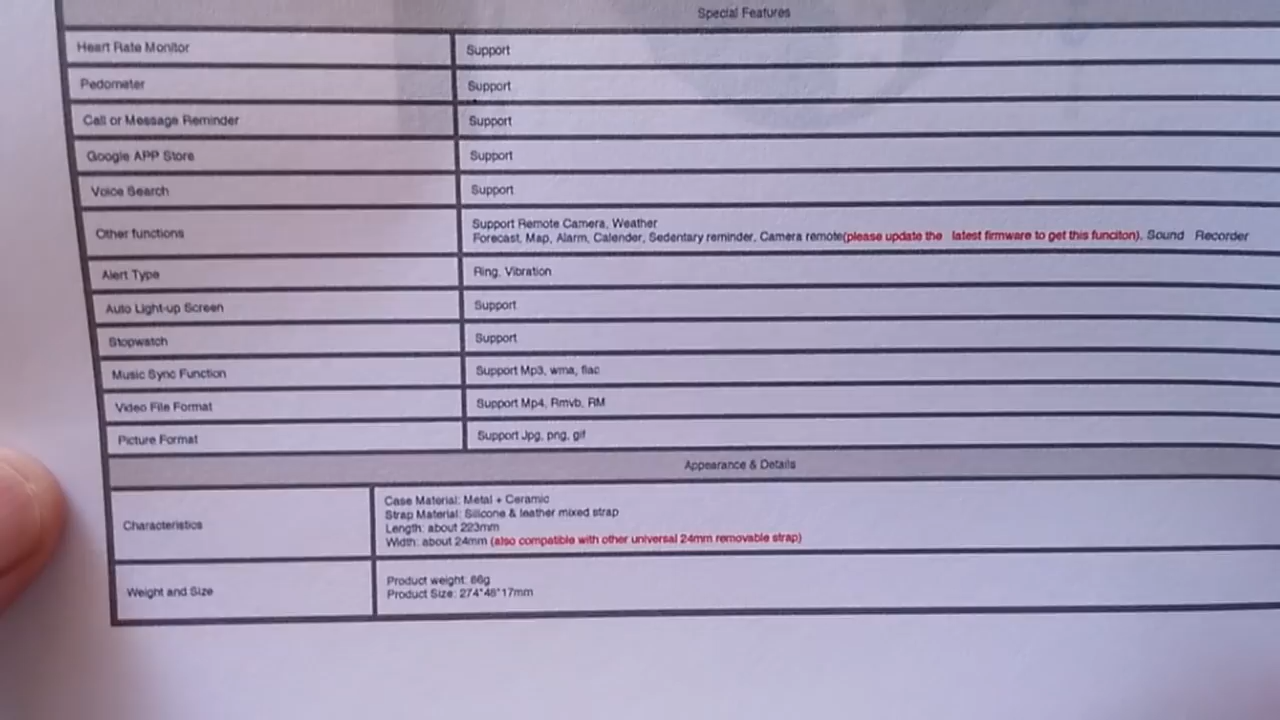 Special Features
Heart Rate Monitor
Support
Pedometer
Support
Call or Message Reminder
Support
Google APP Store
Support
Voice Search
Support
Other functions
Support Remote Camera, Weather
Forecast, Map, Alarm, Calender, Sedentary reminder, Camera remote(please update the latest firmware to get this funciton), Sound Recorder
Alert Type
Ring, Vibration
Auto Light-up Screen
Support
Stopwatch
Support
Music Sync Function
Support Mp3, wma, flac
Video File Format
Support Mp4, Rmvb, RM
Picture Format
Support Jpg, png, gif
Appearance & Details
Characteristics
Case Material: Metal + Ceramic
Strap Material: Silicone & leather mixed strap
Length: about 223mm
Width: about 24mm (also compatible with other universal 24mm removable strap)
Weight and Size
Product weight: 66g
Product Size: 274*48*17mm